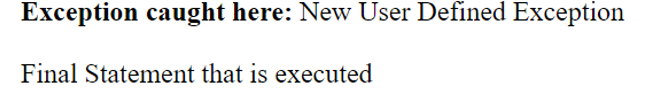 Exception caught here: New User Defined Exception
Final Statement that is executed